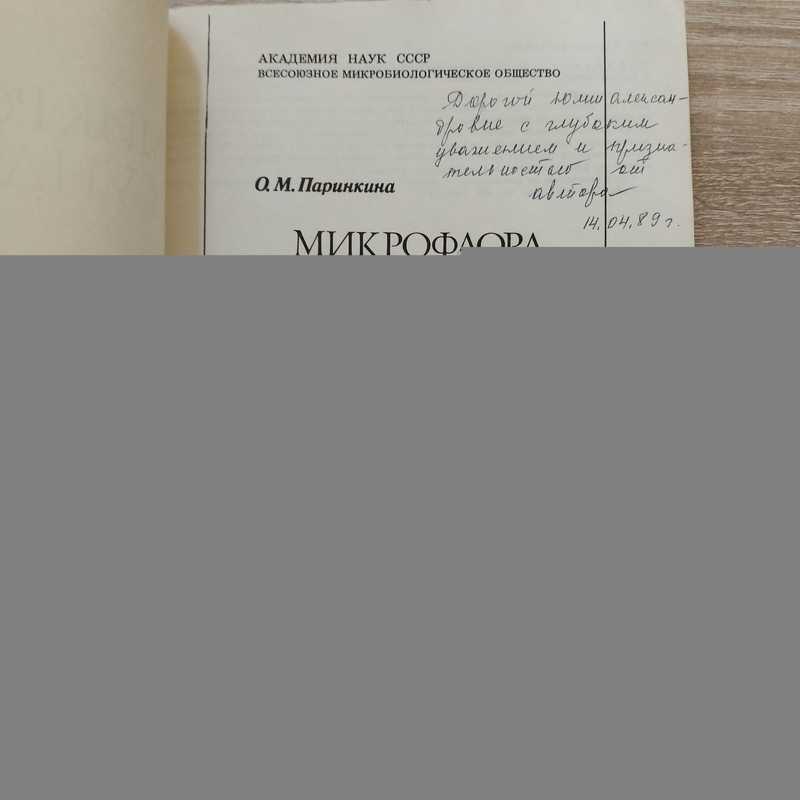 АКАДЕМИЯ НАУК СССР
ВСЕСОЮЗНОЕ МИКРОБИОЛОГИЧЕСКОЕ ОБЩЕСТВО
Дорогой Юлии Алексан-
дровне с глубоким
уважением и призна-
тельностью от
автора
14.04.89 г.
О. М. Паринкина
МИКРОФЛОРА